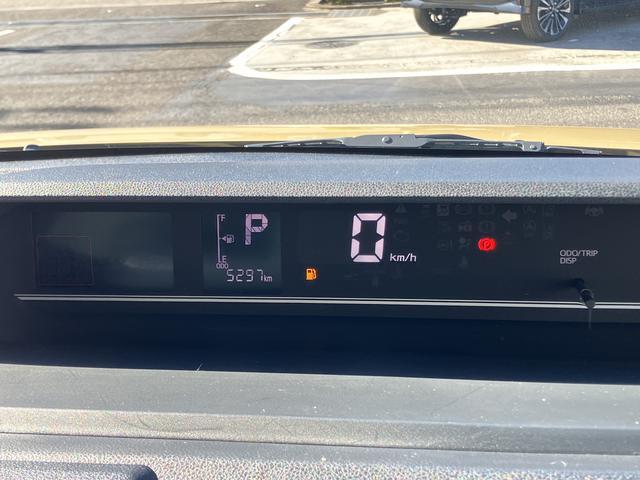 F
P
0
km/h
E
ODO
5297km
ODO/TRIP
DISP